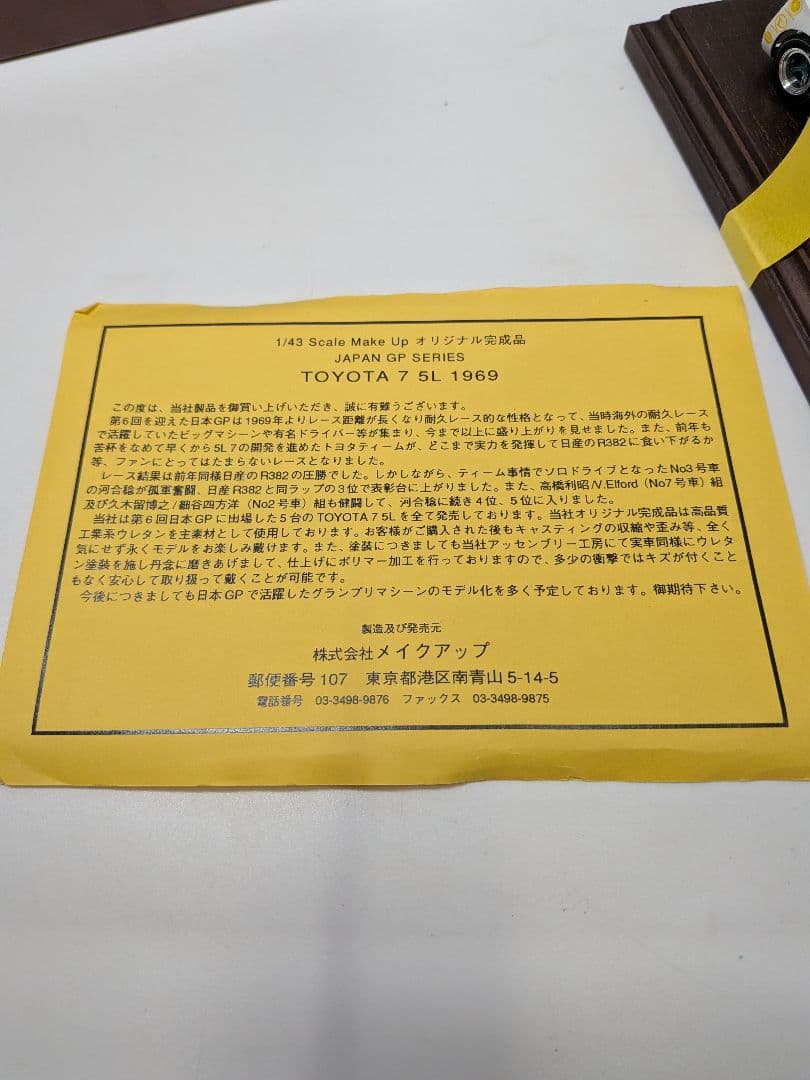 1/43 Scale Make Up オリジナル完成品
JAPAN GP SERIES
TOYOTA 7 5L 1969
この度は、当社製品を御買い上げいただき、誠に有難うございます。
第6回を迎えた日本GPは1969年よりレース距離が長くなり耐久レース的な性格となって、当時海外の耐久レース
で活躍していたビッグマシーンや有名ドライバー等が集まり、今まで以上に盛り上がりを見せました。また、前年も
苦杯をなめて早くから5L 7の開発を進めたトヨタティームが、どこまで実力を発揮して日産のR382に食い下がるか
等、ファンにとってはたまらないレースとなりました。
レース結果は前年同様日産のR382の圧勝でした。しかしながら、ティーム事情でソロドライブとなったNo3号車
の河合稔が孤軍奮闘、日産R382と同ラップの3位で表彰台に上がりました。また、高橋利昭/V.Elford（No7号車）組
及び久木留博之/細谷四方洋（No2号車）組も健闘して、河合稔に続き4位、5位に入りました。
当社は第6回日本GPに出場した5台のTOYOTA 7 5Lを全て発売しております。当社オリジナル完成品は高品質
工業系ウレタンを主素材として使用しております。お客様がご購入された後もキャスティングの収縮や歪み等、全く
気にせず永くモデルをお楽しみ戴けます。また、塗装につきましても当社アッセンブリー工房にて実車同様にウレタ
ン塗装を施し丹念に磨きあげまして、仕上げにポリマー加工を行っておりますので、多少の衝撃ではキズが付くこと
もなく安心して取り扱って戴くことが可能です。
今後につきましても日本GPで活躍したグランプリマシーンのモデル化を多く予定しております。御期待下さい。
製造及び発売元
株式会社メイクアップ
郵便番号107 東京都港区南青山5-14-5
電話番号 03-3498-9876 ファックス 03-3498-9875